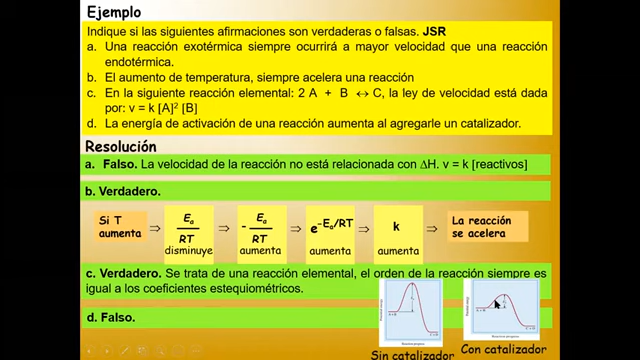 Ejemplo
Indique si las siguientes afirmaciones son verdaderas o falsas. JSR
a. Una reacción exotérmica siempre ocurrirá a mayor velocidad que una reacción
endotérmica.
b. El aumento de temperatura, siempre acelera una reacción
c. En la siguiente reacción elemental: 2 A + B ↔ C, la ley de velocidad está dada
por: v = k [A]² [B]
d. La energía de activación de una reacción aumenta al agregarle un catalizador.
Resolución
a. Falso. La velocidad de la reacción no está relacionada con ΔH. v = k [reactivos]
b. Verdadero.
Si T
aumenta
⇒
Eₐ
RT
disminuye
⇒
- Eₐ
RT
aumenta
⇒
e^-Eₐ/RT
aumenta
⇒
k
aumenta
⇒
La reacción
se acelera
c. Verdadero. Se trata de una reacción elemental, el orden de la reacción siempre es
igual a los coeficientes estequiométricos.
d. Falso.
Sin catalizador
Con catalizador